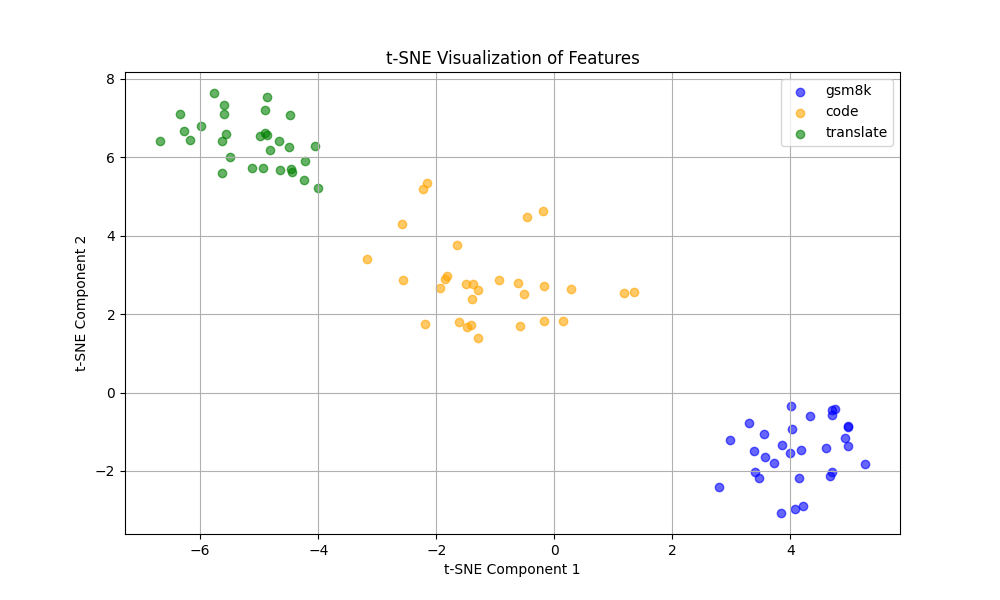 t-SNE Visualization of Features
gsm8k
code
translate
8
6
4
2
0
−2
t-SNE Component 2
−6
−4
−2
0
2
4
t-SNE Component 1